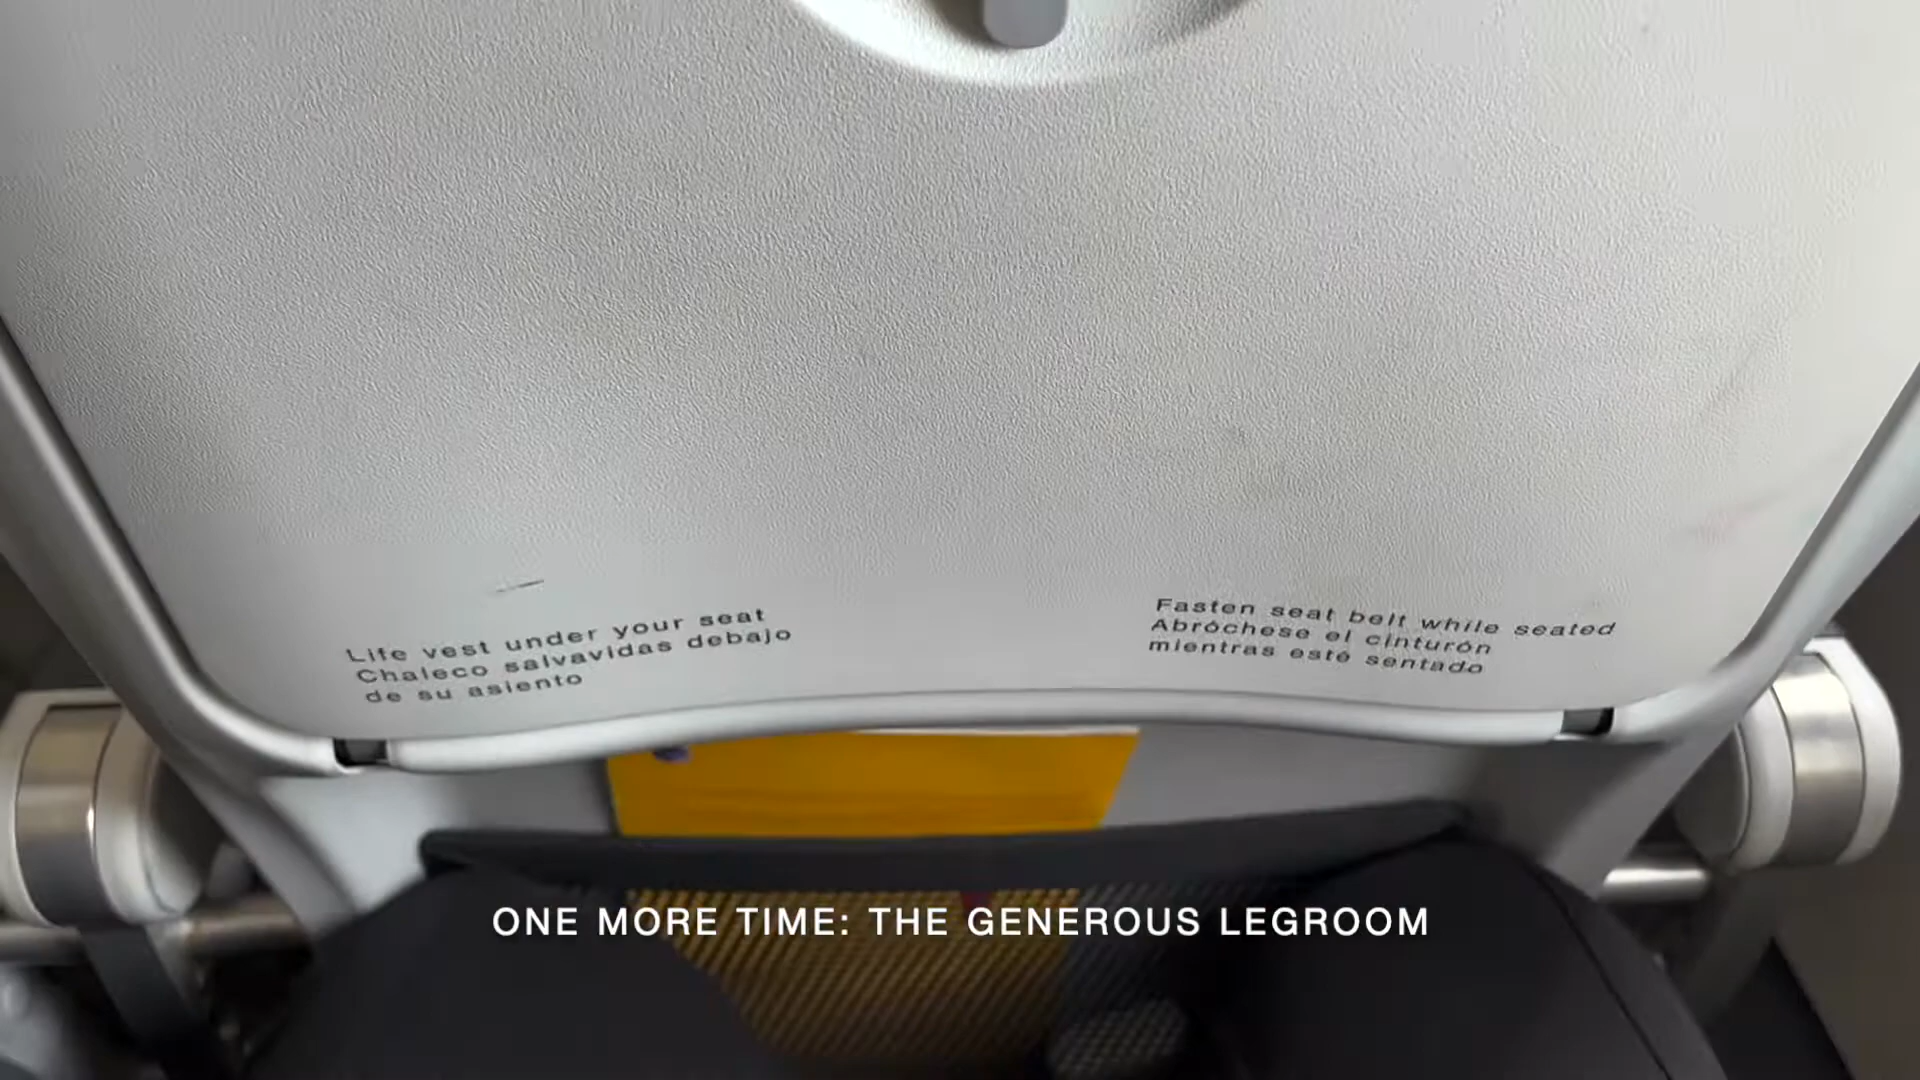 Life vest under your seat
Chaleco salvavidas debajo
de su asiento
Fasten seat belt while seated
Abróchese el cinturón
mientras esté sentado
ONE MORE TIME: THE GENEROUS LEGROOM